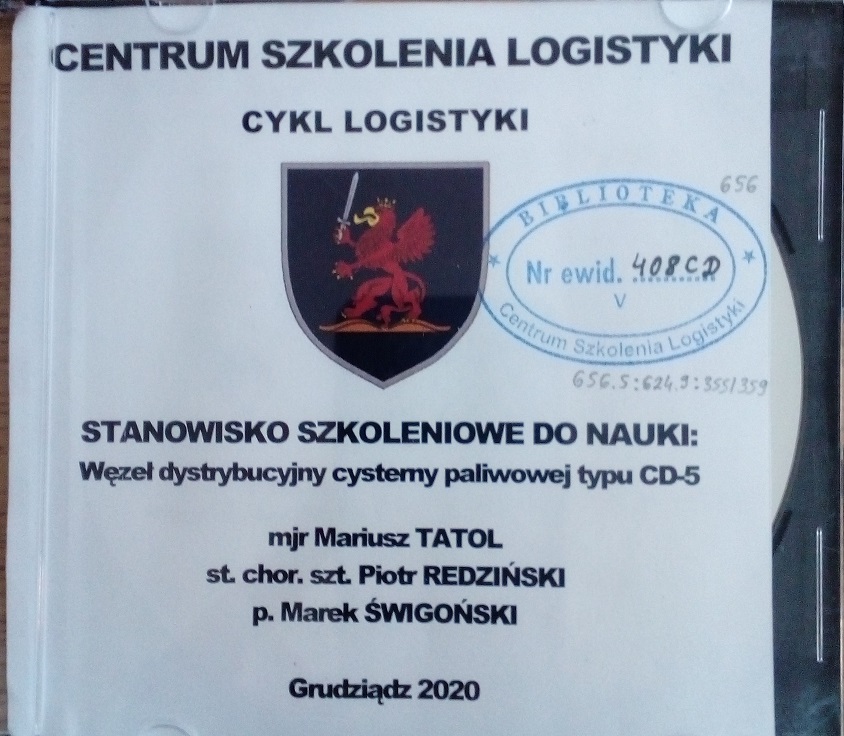 CENTRUM SZKOLENIA LOGISTYKI
CYKL LOGISTYKI
656
BIBLIOTEKA
Nr ewid. 408CD
V
Centrum Szkolenia Logistyki
656.5:624.9:355/359
STANOWISKO SZKOLENIOWE DO NAUKI:
Węzeł dystrybucyjny cysterny paliwowej typu CD-5
mjr Mariusz TATOL
st. chor. szt. Piotr REDZIŃSKI
p. Marek ŚWIGOŃSKI
Grudziądz 2020